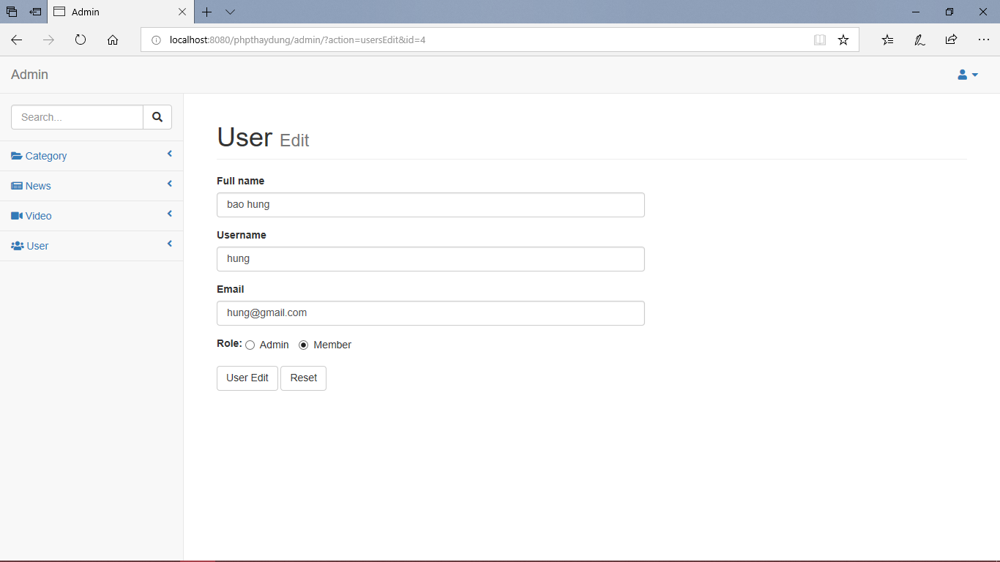 Admin
localhost:8080/phpthaydung/admin/?action=usersEdit&id=4
Admin
Search...
Category
News
Video
User
User Edit
Full name
bao hung
Username
hung
Email
hung@gmail.com
Role: Admin Member
User Edit Reset